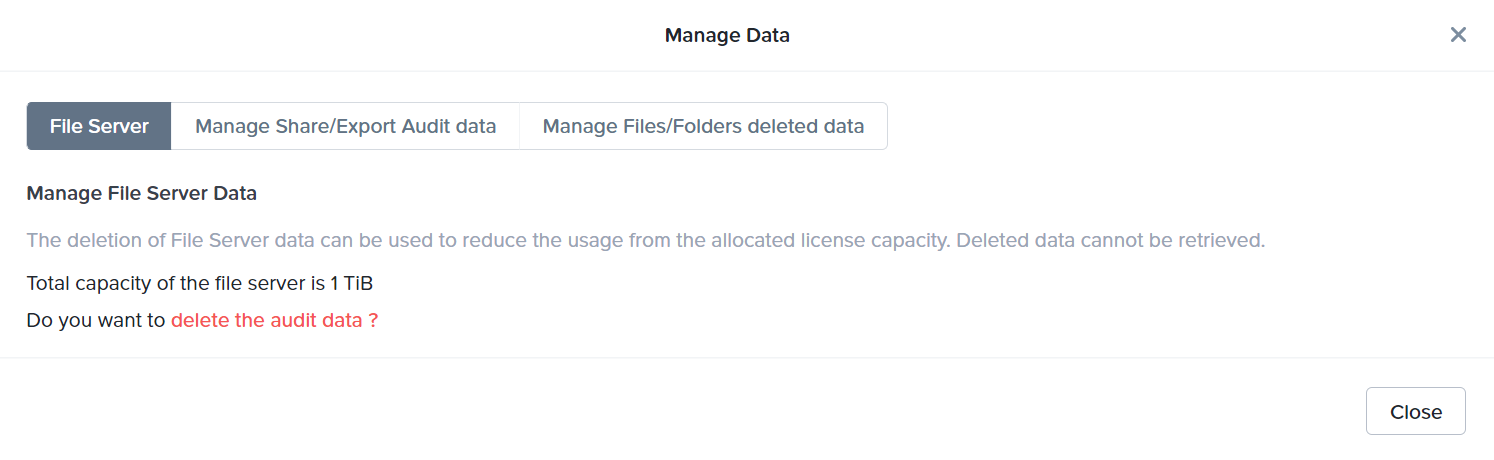 Manage Data
File Server
Manage Share/Export Audit data
Manage Files/Folders deleted data
Manage File Server Data
The deletion of File Server data can be used to reduce the usage from the allocated license capacity. Deleted data cannot be retrieved.
Total capacity of the file server is 1 TiB
Do you want to delete the audit data ?
Close